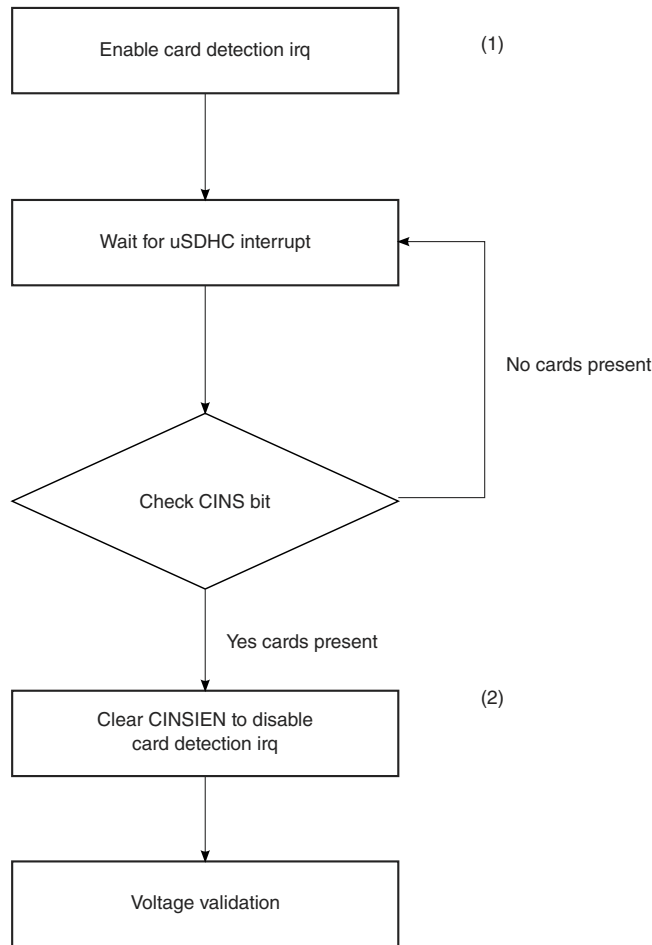 Enable card detection irq
(1)
Wait for uSDHC interrupt
No cards present
Check CINS bit
Yes cards present
Clear CINSIEN to disable
card detection irq
(2)
Voltage validation